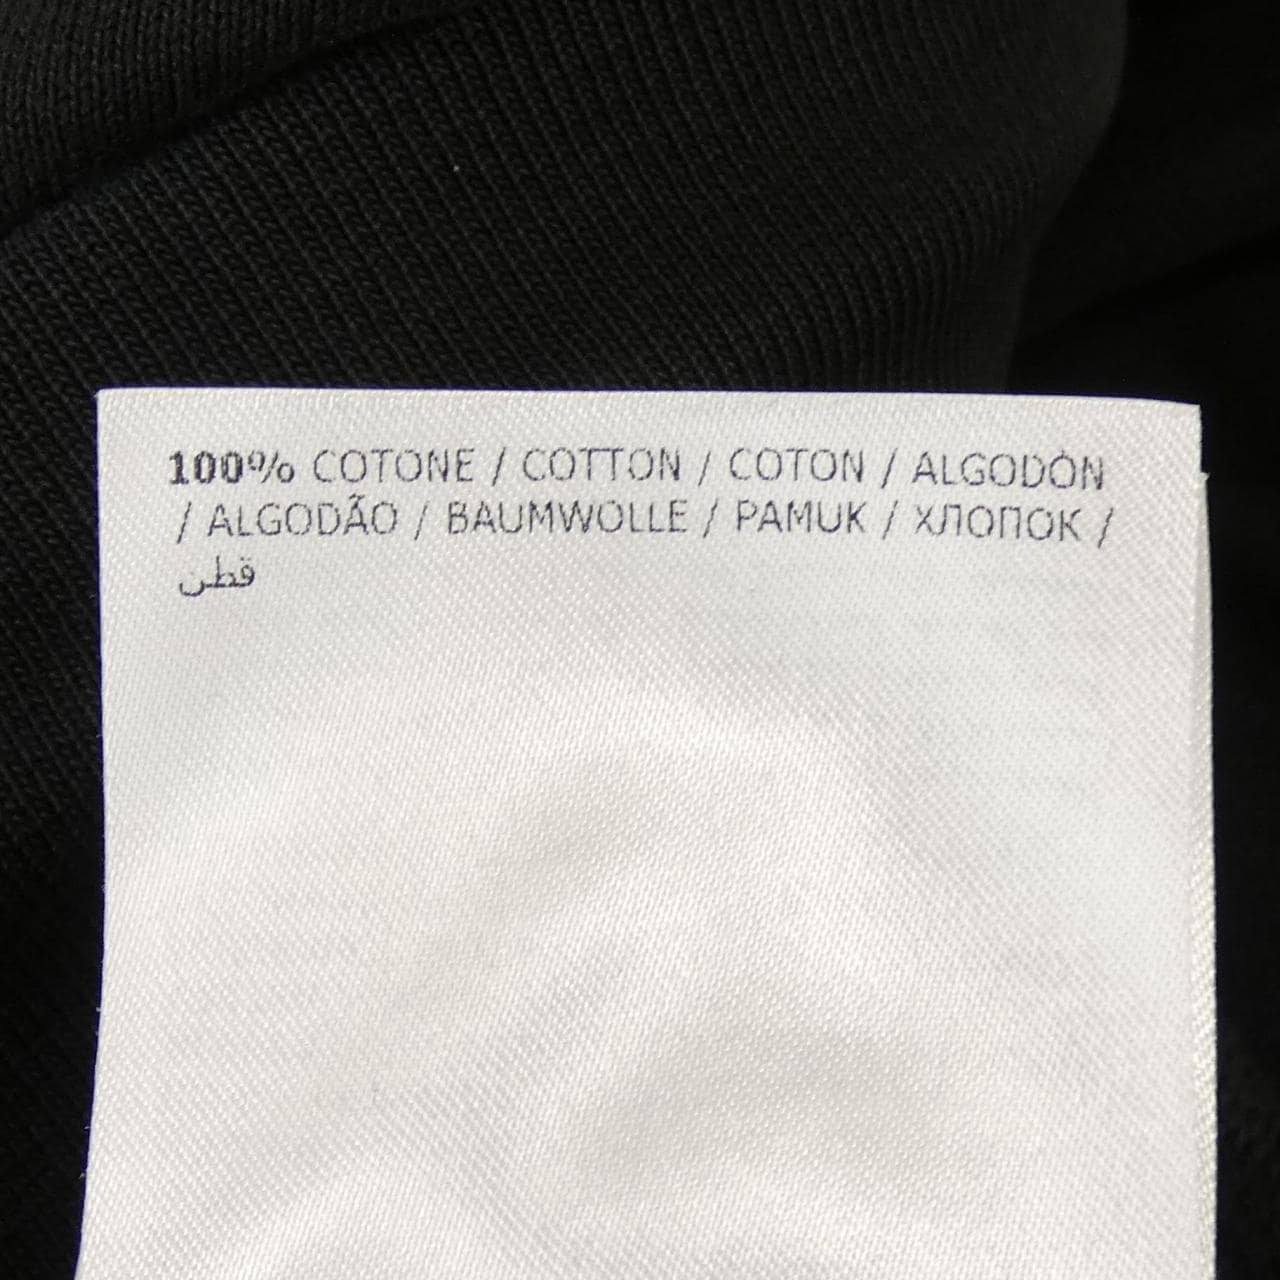 100% COTONE / COTTON / COTON / ALGODÓN
/ ALGODÃO / BAUMWOLLE / PAMUK / ХЛОПОК /
قطن